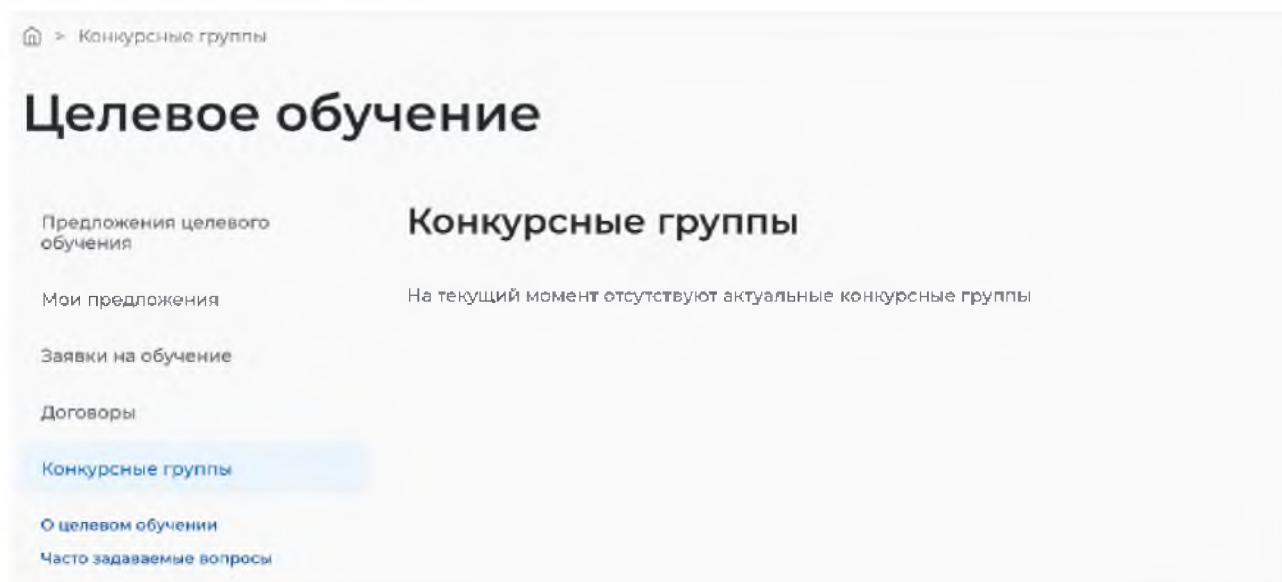 > Конкурсные группы
Целевое обучение
Предложения целевого
обучения
Мои предложения
Заявки на обучение
Договоры
Конкурсные группы
О целевом обучении
Часто задаваемые вопросы
Конкурсные группы
На текущий момент отсутствуют актуальные конкурсные группы